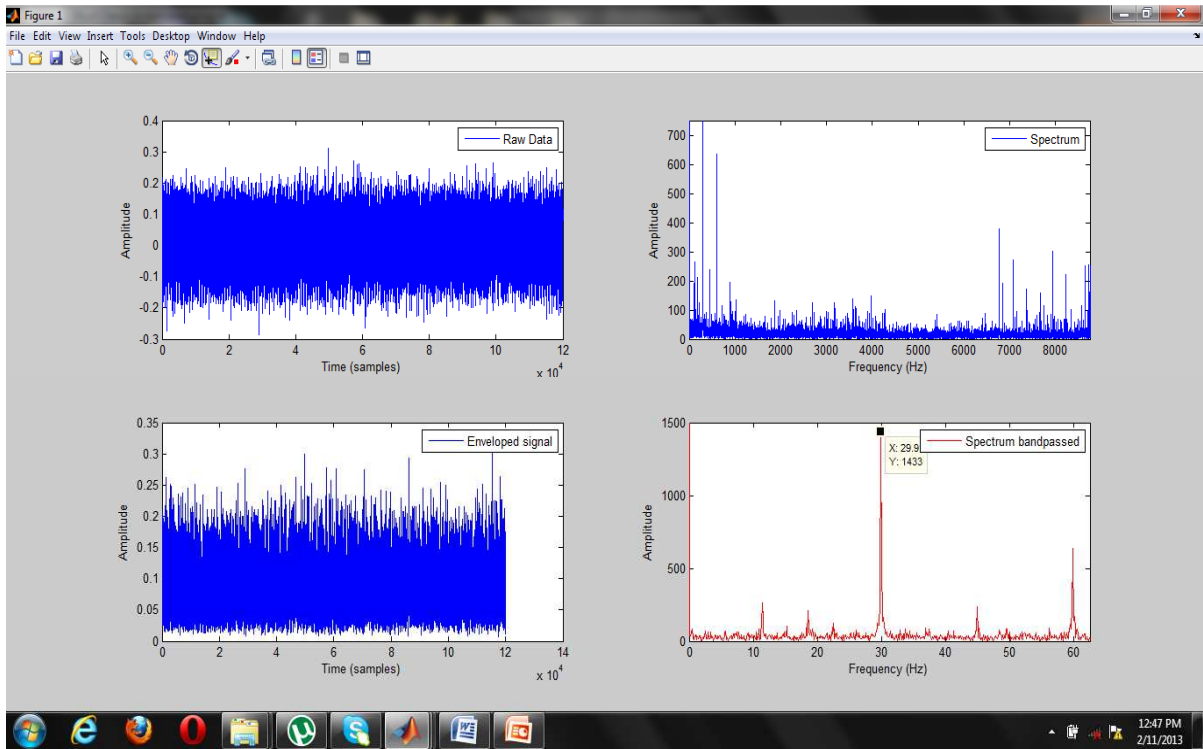 Figure 1
File Edit View Insert Tools Desktop Window Help
0.4
0.3
0.2
0.1
0
-0.1
-0.2
-0.3
Amplitude
Raw Data
0 2 4 6 8 10 12
Time (samples)
x 10^4
700
600
500
400
300
200
100
0
Amplitude
Spectrum
0 1000 2000 3000 4000 5000 6000 7000 8000
Frequency (Hz)
0.35
0.3
0.25
0.2
0.15
0.1
0.05
0
Amplitude
Enveloped signal
0 2 4 6 8 10 12 14
Time (samples)
x 10^4
1500
1000
500
0
Amplitude
X: 29.9
Y: 1433
Spectrum bandpassed
0 10 20 30 40 50 60
Frequency (Hz)
12:47 PM
2/11/2013